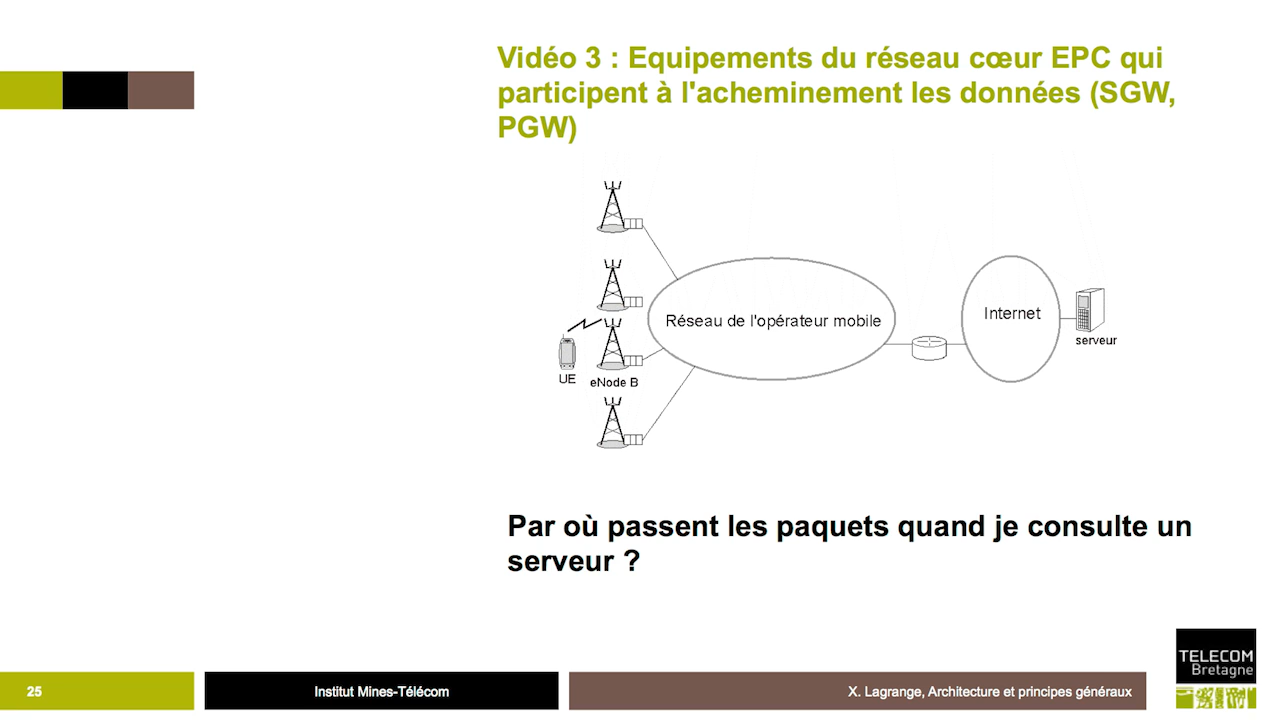 Vidéo 3 : Equipements du réseau cœur EPC qui
participent à l'acheminement les données (SGW,
PGW)
Réseau de l'opérateur mobile
Internet
serveur
UE
eNode B
Par où passent les paquets quand je consulte un
serveur ?
TELECOM
Bretagne
25
Institut Mines-Télécom
X. Lagrange, Architecture et principes généraux